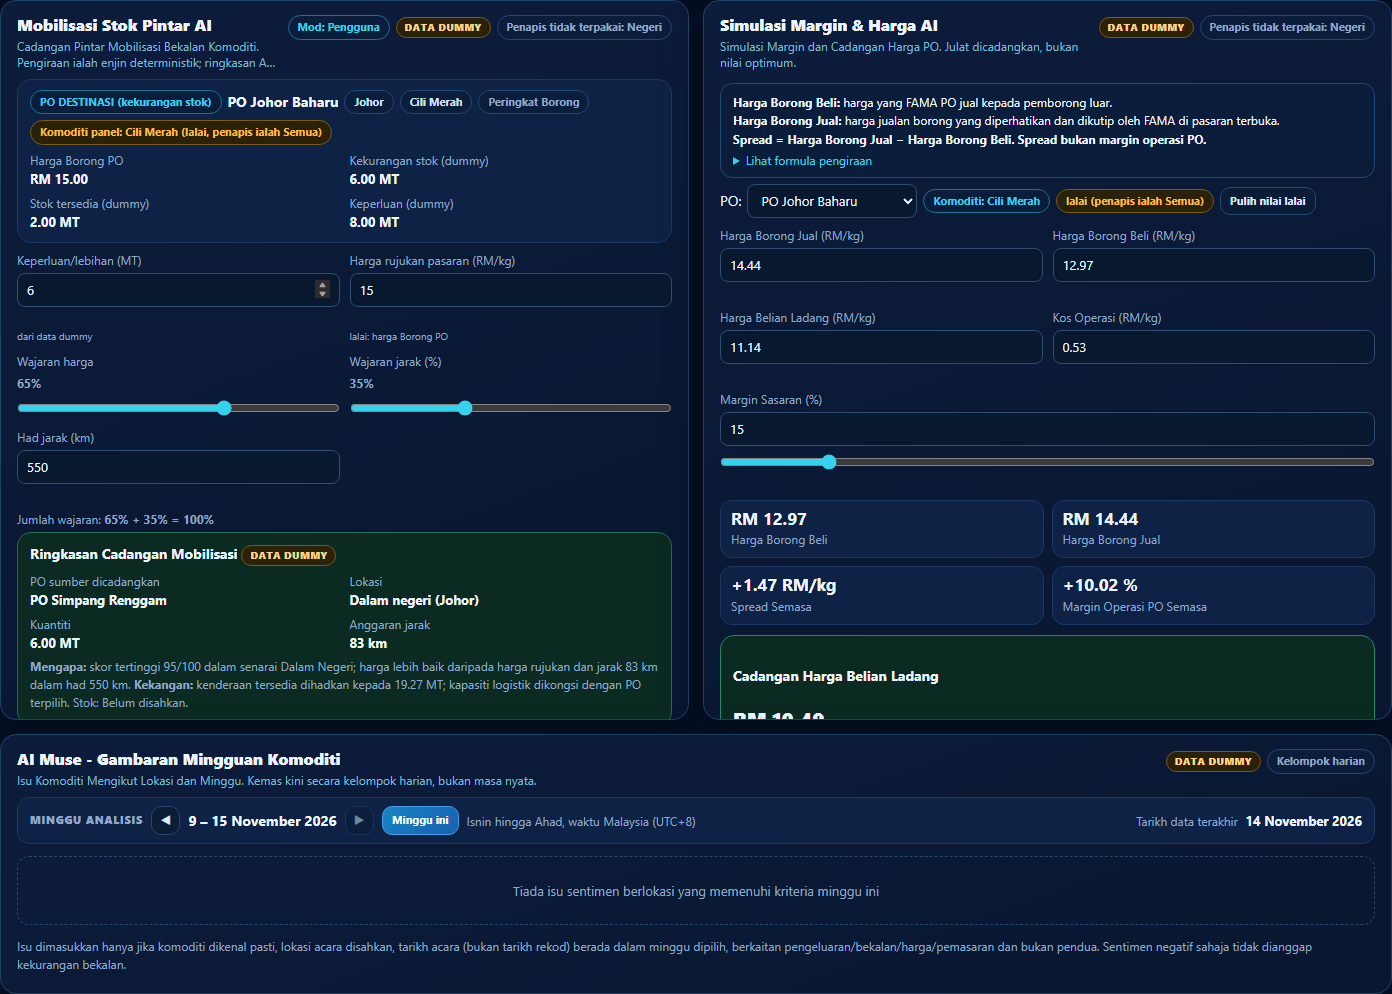 Mobilisasi Stok Pintar AI
Mod: Pengguna
DATA DUMMY
Penapis tidak terpakai: Negeri
Cadangan Pintar Mobilisasi Bekalan Komoditi.
Pengiraan ialah enjin deterministik; ringkasan A...
PO DESTINASI (kekurangan stok)
PO Johor Baharu
Johor
Cili Merah
Peringkat Borong
Komoditi panel: Cili Merah (lalai, penapis ialah Semua)
Harga Borong PO
RM 15.00
Kekurangan stok (dummy)
6.00 MT
Stok tersedia (dummy)
2.00 MT
Keperluan (dummy)
8.00 MT
Keperluan/lebihan (MT)
6
dari data dummy
Harga rujukan pasaran (RM/kg)
15
lalai: harga Borong PO
Wajaran harga
65%
Wajaran jarak (%)
35%
Had jarak (km)
550
Jumlah wajaran: 65% + 35% = 100%
Ringkasan Cadangan Mobilisasi
DATA DUMMY
PO sumber dicadangkan
PO Simpang Renggam
Lokasi
Dalam negeri (Johor)
Kuantiti
6.00 MT
Anggaran jarak
83 km
Mengapa: skor tertinggi 95/100 dalam senarai Dalam Negeri; harga lebih baik daripada harga rujukan dan jarak 83 km
dalam had 550 km. Kekangan: kenderaan tersedia dihadkan kepada 19.27 MT; kapasiti logistik dikongsi dengan PO
terpilih. Stok: Belum disahkan.
Simulasi Margin & Harga AI
DATA DUMMY
Penapis tidak terpakai: Negeri
Simulasi Margin dan Cadangan Harga PO. Julat dicadangkan, bukan
nilai optimum.
Harga Borong Beli: harga yang FAMA PO jual kepada pemborong luar.
Harga Borong Jual: harga jualan borong yang diperhatikan dan dikutip oleh FAMA di pasaran terbuka.
Spread = Harga Borong Jual − Harga Borong Beli. Spread bukan margin operasi PO.
▶ Lihat formula pengiraan
PO:
PO Johor Baharu
Komoditi: Cili Merah
lalai (penapis ialah Semua)
Pulih nilai lalai
Harga Borong Jual (RM/kg)
14.44
Harga Borong Beli (RM/kg)
12.97
Harga Belian Ladang (RM/kg)
11.14
Kos Operasi (RM/kg)
0.53
Margin Sasaran (%)
15
RM 12.97
Harga Borong Beli
RM 14.44
Harga Borong Jual
+1.47 RM/kg
Spread Semasa
+10.02 %
Margin Operasi PO Semasa
Cadangan Harga Belian Ladang
AI Muse - Gambaran Mingguan Komoditi
DATA DUMMY
Kelompok harian
Isu Komoditi Mengikut Lokasi dan Minggu. Kemas kini secara kelompok harian, bukan masa nyata.
MINGGU ANALISIS
◀
9 – 15 November 2026
▶
Minggu ini
Isnin hingga Ahad, waktu Malaysia (UTC+8)
Tarikh data terakhir 14 November 2026
Tiada isu sentimen berlokasi yang memenuhi kriteria minggu ini
Isu dimasukkan hanya jika komoditi dikenal pasti, lokasi acara disahkan, tarikh acara (bukan tarikh rekod) berada dalam minggu dipilih, berkaitan pengeluaran/bekalan/harga/pemasaran dan bukan pendua. Sentimen negatif sahaja tidak dianggap
kekurangan bekalan.